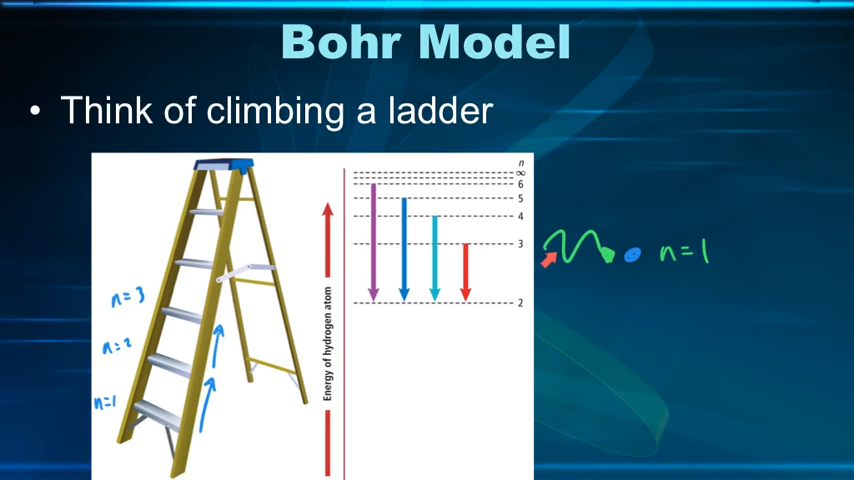 Bohr Model
• Think of climbing a ladder
n
∞
6
5
4
3
2
Energy of hydrogen atom
n=3
n=2
n=1
n=1